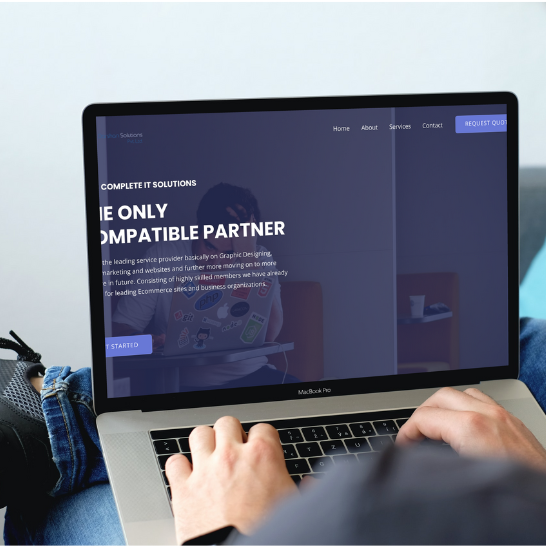 Solutions
Home About Services Contact REQUEST QUOT
COMPLETE IT SOLUTIONS
IE ONLY
OMPATIBLE PARTNER
the leading service provider basically on Graphic Designing,
narketing and websites and further more moving on to more
e in future. Consisting of highly skilled members we have already
for leading Ecommerce sites and business organizations.
T STARTED
MacBook Pro